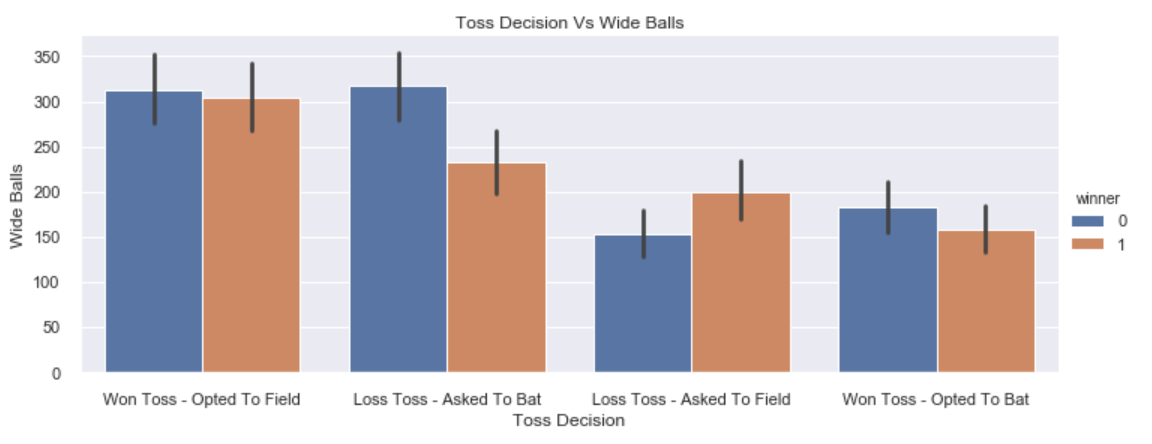 Toss Decision Vs Wide Balls
350
300
250
200
150
100
50
0
Wide Balls
winner
0
1
Won Toss - Opted To Field
Loss Toss - Asked To Bat
Loss Toss - Asked To Field
Won Toss - Opted To Bat
Toss Decision